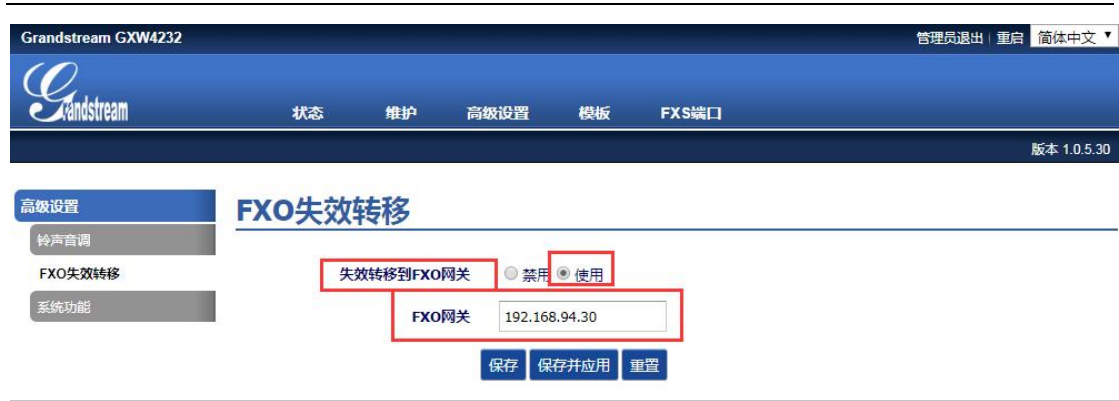 Grandstream GXW4232 管理员退出 | 重启 简体中文
Grandstream
状态 维护 高级设置 模板 FXS端口
版本 1.0.5.30
高级设置
铃声音调
FXO失效转移
系统功能
FXO失效转移
失效转移到FXO网关 禁用 使用
FXO网关 192.168.94.30
保存 保存并应用 重置